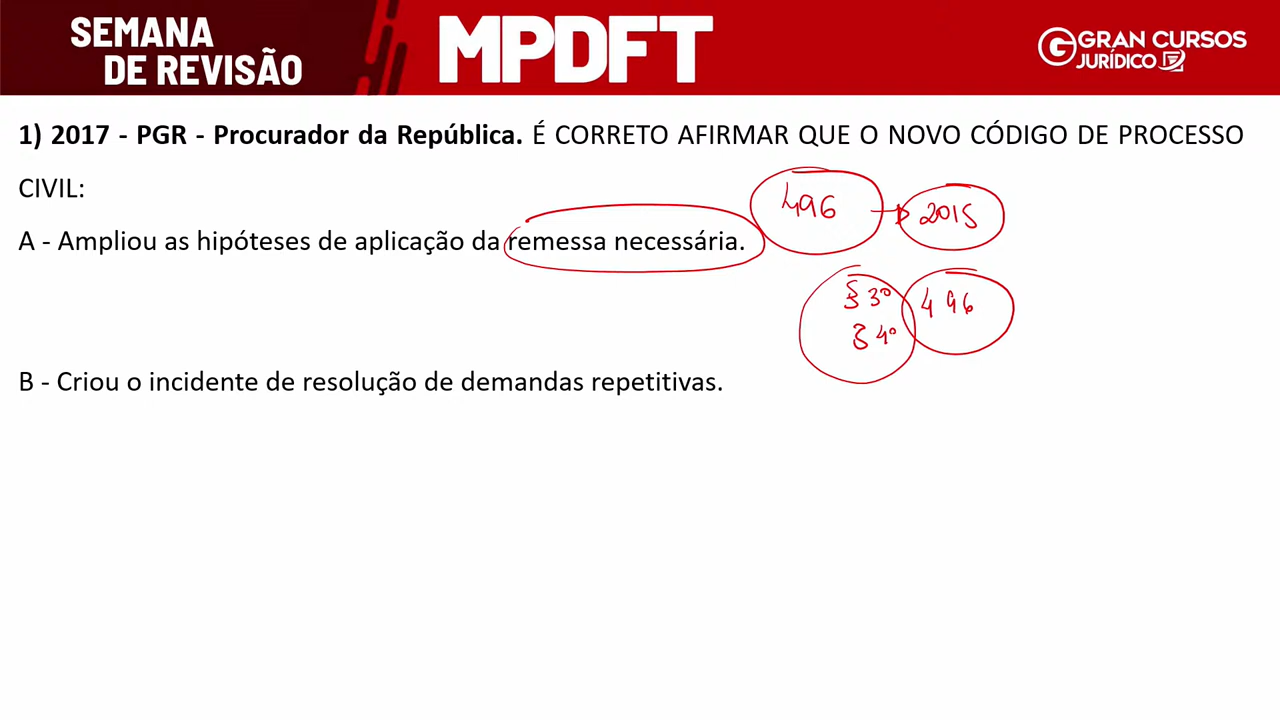 SEMANA
DE REVISÃO
MPDFT
GRAN CURSOS
JURÍDICO
1) 2017 - PGR - Procurador da República. É CORRETO AFIRMAR QUE O NOVO CÓDIGO DE PROCESSO
CIVIL:
496 → 2015
A - Ampliou as hipóteses de aplicação da remessa necessária.
§ 3º 496
§ 4º
B - Criou o incidente de resolução de demandas repetitivas.